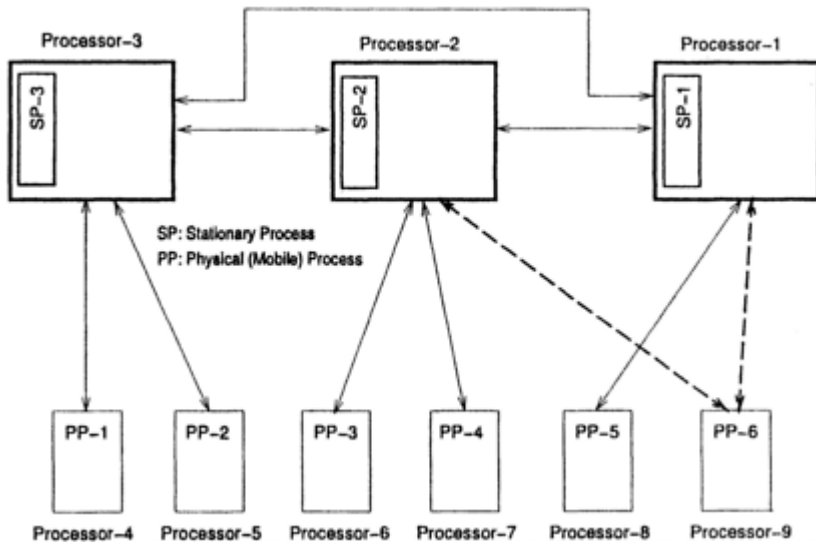 Processor-3
Processor-2
Processor-1
SP-3
SP-2
SP-1
SP: Stationary Process
PP: Physical (Mobile) Process
PP-1
PP-2
PP-3
PP-4
PP-5
PP-6
Processor-4
Processor-5
Processor-6
Processor-7
Processor-8
Processor-9